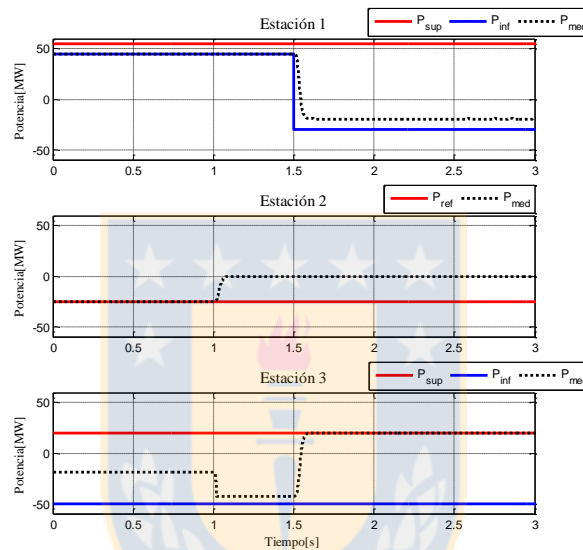 Estación 1
P_sup P_inf P_med
Potencia[MW]
50
0
-50
0 0.5 1 1.5 2 2.5 3
Estación 2
P_ref P_med
Potencia[MW]
50
0
-50
0 0.5 1 1.5 2 2.5 3
Estación 3
P_sup P_inf P_med
Potencia[MW]
50
0
-50
0 0.5 1 1.5 2 2.5 3
Tiempo[s]